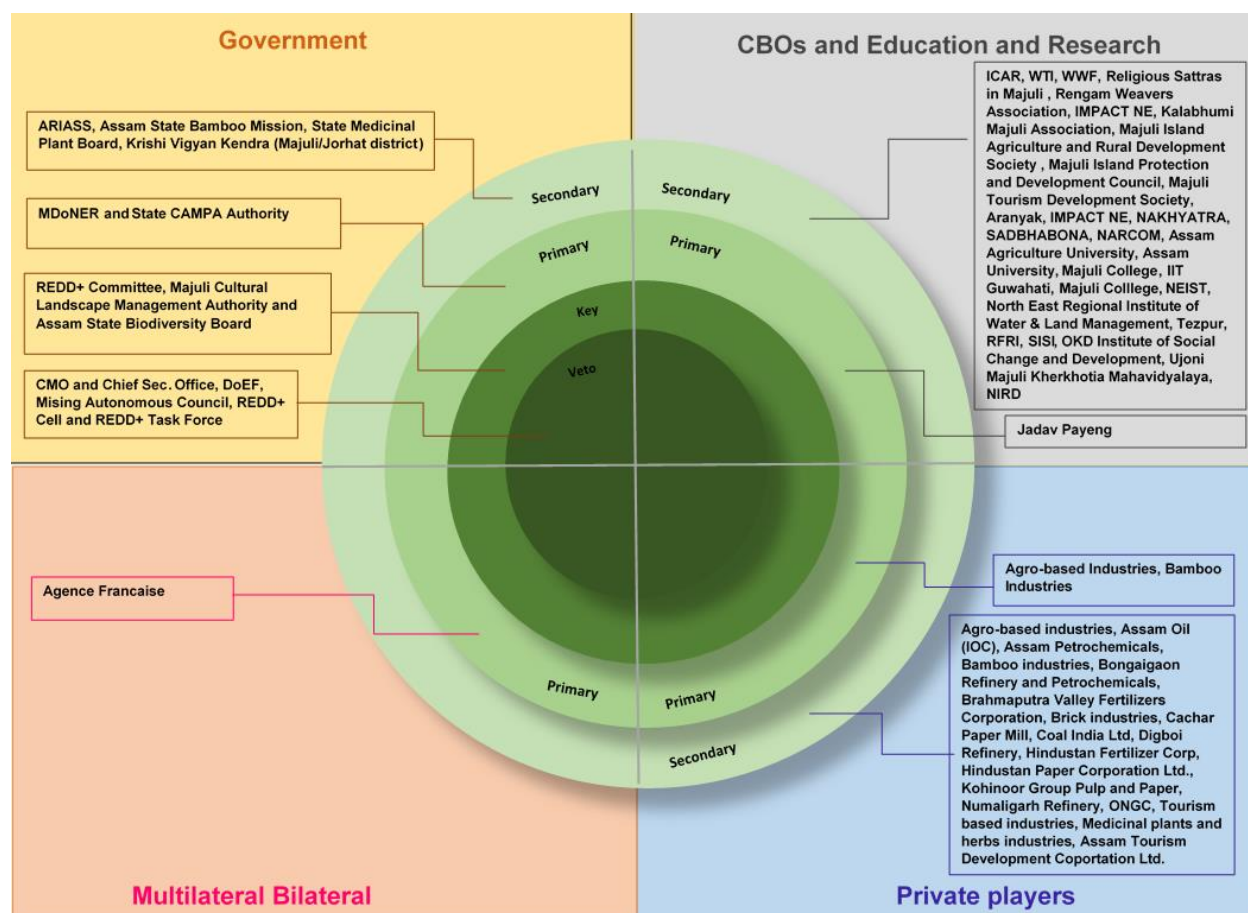 Government
CBOs and Education and Research
ARIASS, Assam State Bamboo Mission, State Medicinal
Plant Board, Krishi Vigyan Kendra (Majuli/Jorhat district)
MDoNER and State CAMPA Authority
REDD+ Committee, Majuli Cultural
Landscape Management Authority and
Assam State Biodiversity Board
CMO and Chief Sec. Office, DoEF,
Mising Autonomous Council, REDD+
Cell and REDD+ Task Force
Secondary
Primary
Key
Veto
Secondary
Primary
ICAR, WTI, WWF, Religious Sattras
in Majuli , Rengam Weavers
Association, IMPACT NE, Kalabhumi
Majuli Association, Majuli Island
Agriculture and Rural Development
Society , Majuli Island Protection
and Development Council, Majuli
Tourism Development Society,
Aranyak, IMPACT NE, NAKHYATRA,
SADBHABONA, NARCOM, Assam
Agriculture University, Assam
University, Majuli College, IIT
Guwahati, Majuli Colllege, NEIST,
North East Regional Institute of
Water & Land Management, Tezpur,
RFRI, SISI, OKD Institute of Social
Change and Development, Ujoni
Majuli Kherkhotia Mahavidyalaya,
NIRD
Jadav Payeng
Agence Francaise
Primary
Primary
Secondary
Agro-based Industries, Bamboo
Industries
Agro-based industries, Assam Oil
(IOC), Assam Petrochemicals,
Bamboo industries, Bongaigaon
Refinery and Petrochemicals,
Brahmaputra Valley Fertilizers
Corporation, Brick industries, Cachar
Paper Mill, Coal India Ltd, Digboi
Refinery, Hindustan Fertilizer Corp,
Hindustan Paper Corporation Ltd.,
Kohinoor Group Pulp and Paper,
Numaligarh Refinery, ONGC, Tourism
based industries, Medicinal plants and
herbs industries, Assam Tourism
Development Coportation Ltd.
Multilateral Bilateral
Private players